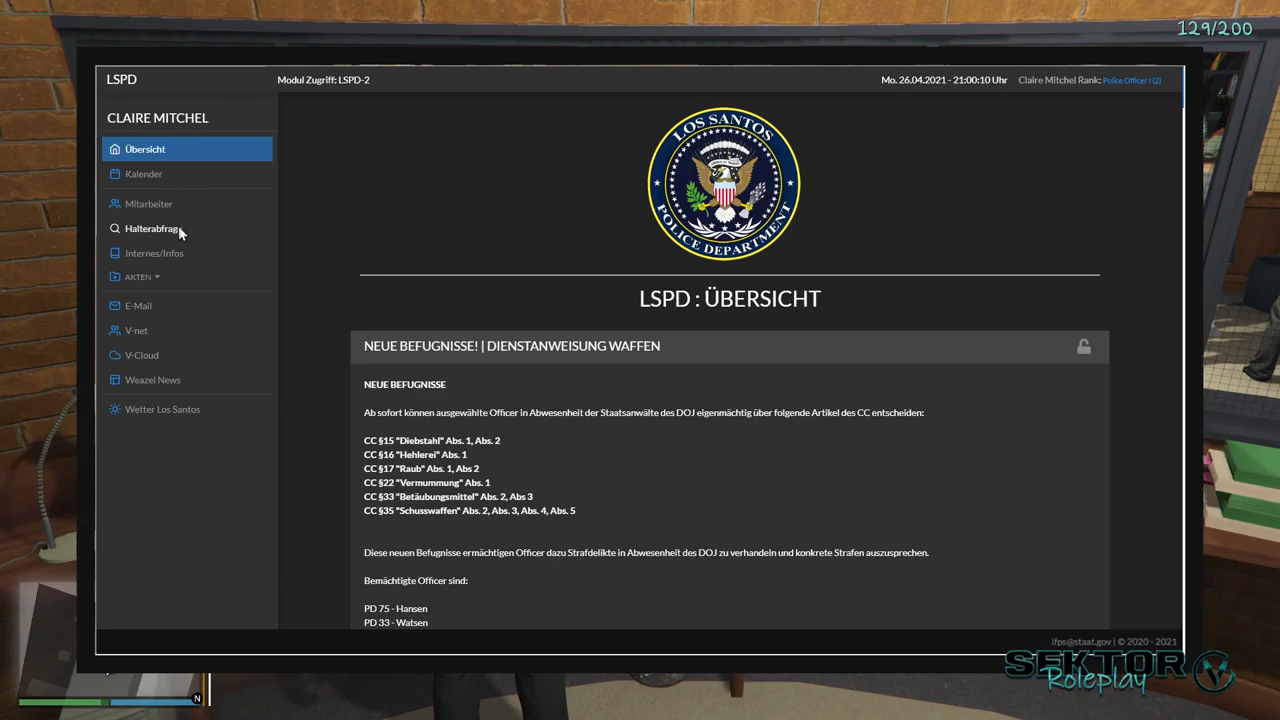 129/200
LSPD
Modul Zugriff: LSPD-2
Mo. 26.04.2021 - 21:00:10 Uhr
Claire Mitchel Rank: Police Officer I (2)
CLAIRE MITCHEL
Übersicht
Kalender
Mitarbeiter
Halterabfrag
Internes/Infos
AKTEN
E-Mail
V-net
V-Cloud
Weazel News
Wetter Los Santos
LOS SANTOS
POLICE DEPARTMENT
LSPD : ÜBERSICHT
NEUE BEFUGNISSE! | DIENSTANWEISUNG WAFFEN
NEUE BEFUGNISSE
Ab sofort können ausgewählte Officer in Abwesenheit der Staatsanwälte des DOJ eigenmächtig über folgende Artikel des CC entscheiden:
CC §15 "Diebstahl" Abs. 1, Abs. 2
CC §16 "Hehlerei" Abs. 1
CC §17 "Raub" Abs. 1, Abs 2
CC §22 "Vermummung" Abs. 1
CC §33 "Betäubungsmittel" Abs. 2, Abs 3
CC §35 "Schusswaffen" Abs. 2, Abs. 3, Abs. 4, Abs. 5
Diese neuen Befugnisse ermächtigen Officer dazu Strafdelikte in Abwesenheit des DOJ zu verhandeln und konkrete Strafen auszusprechen.
Bemächtigte Officer sind:
PD 75 - Hansen
PD 33 - Watsen
lfps@staat.gov | © 2020 - 2021
SEKTOR V
Roleplay
N